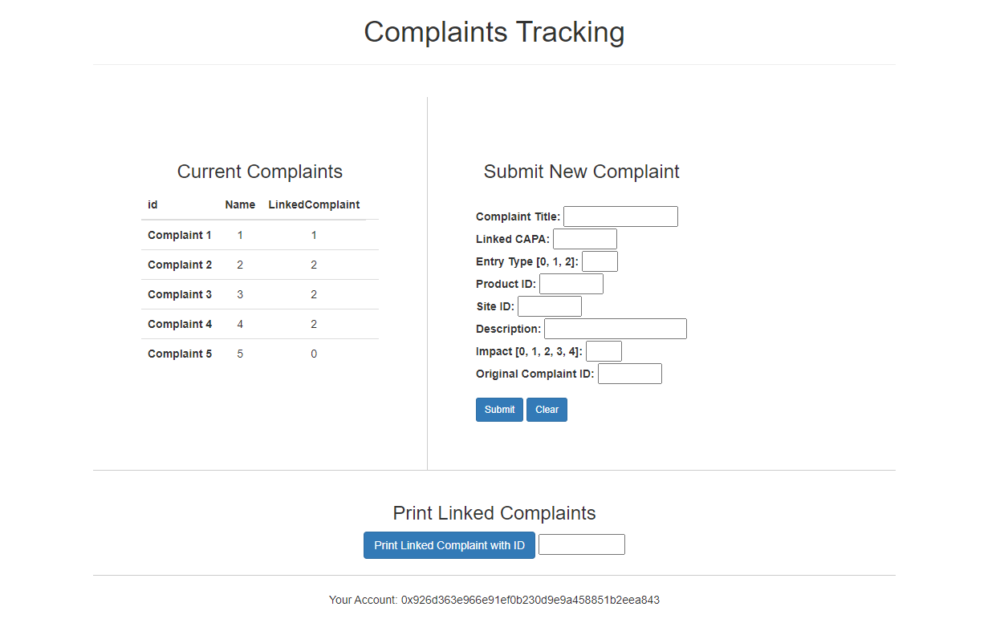 Complaints Tracking
Current Complaints
id Name LinkedComplaint
Complaint 1 1 1
Complaint 2 2 2
Complaint 3 3 2
Complaint 4 4 2
Complaint 5 5 0
Submit New Complaint
Complaint Title:
Linked CAPA:
Entry Type [0, 1, 2]:
Product ID:
Site ID:
Description:
Impact [0, 1, 2, 3, 4]:
Original Complaint ID:
Submit Clear
Print Linked Complaints
Print Linked Complaint with ID
Your Account: 0x926d363e966e91ef0b230d9e9a458851b2eea843